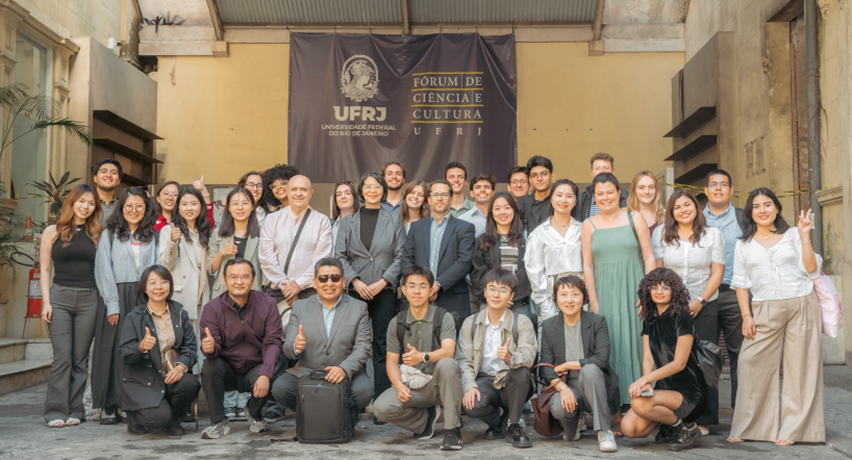 UFRJ
UNIVERSIDADE FEDERAL
DO RIO DE JANEIRO
FÓRUM DE
CIÊNCIA E
CULTURA
UFRJ